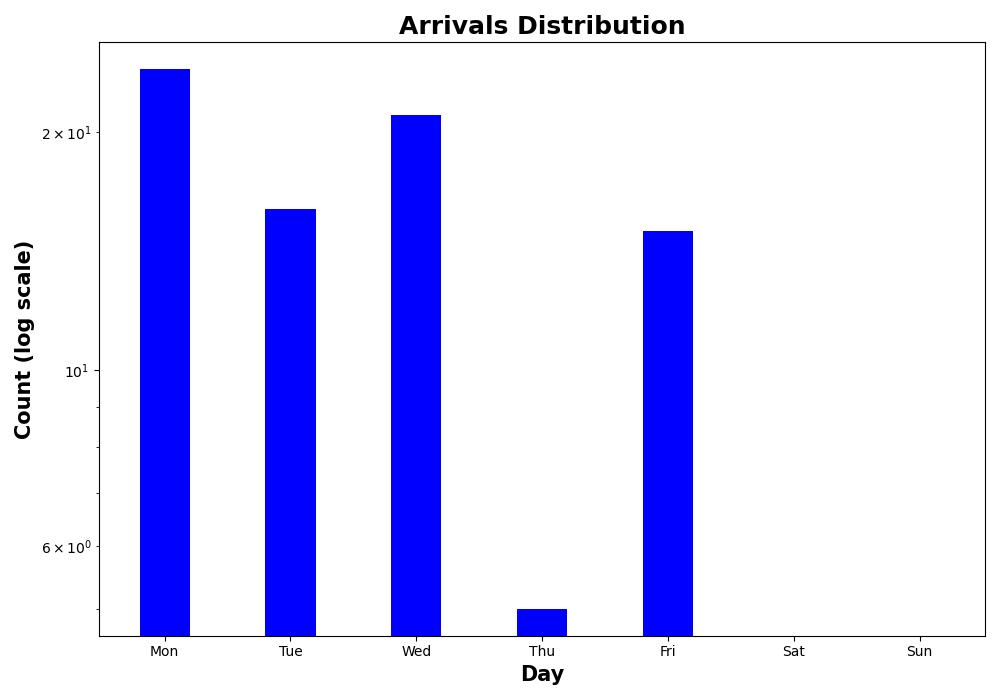 Arrivals Distribution
Count (log scale)
2 × 10¹
10¹
6 × 10⁰
Mon Tue Wed Thu Fri Sat Sun
Day